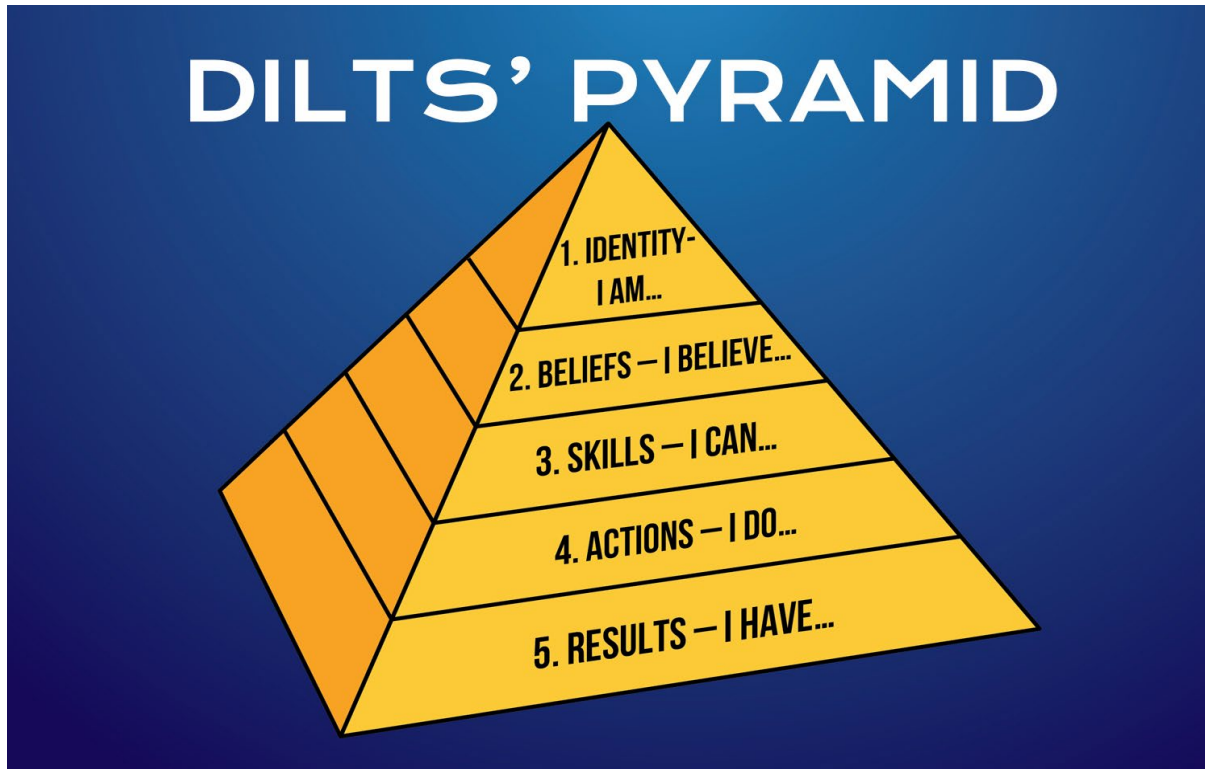 DILTS’ PYRAMID
1. IDENTITY-
I AM...
2. BELIEFS – I BELIEVE...
3. SKILLS – I CAN...
4. ACTIONS – I DO...
5. RESULTS – I HAVE...